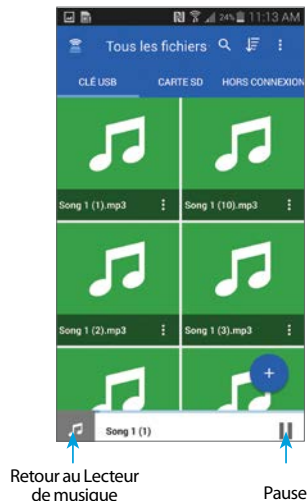 24% 11:13 AM
Tous les fichiers
CLÉ USB CARTE SD HORS CONNEXION
Song 1 (1).mp3 Song 1 (10).mp3
Song 1 (2).mp3 Song 1 (3).mp3
+
Song 1 (1)
Retour au Lecteur
de musique
Pause